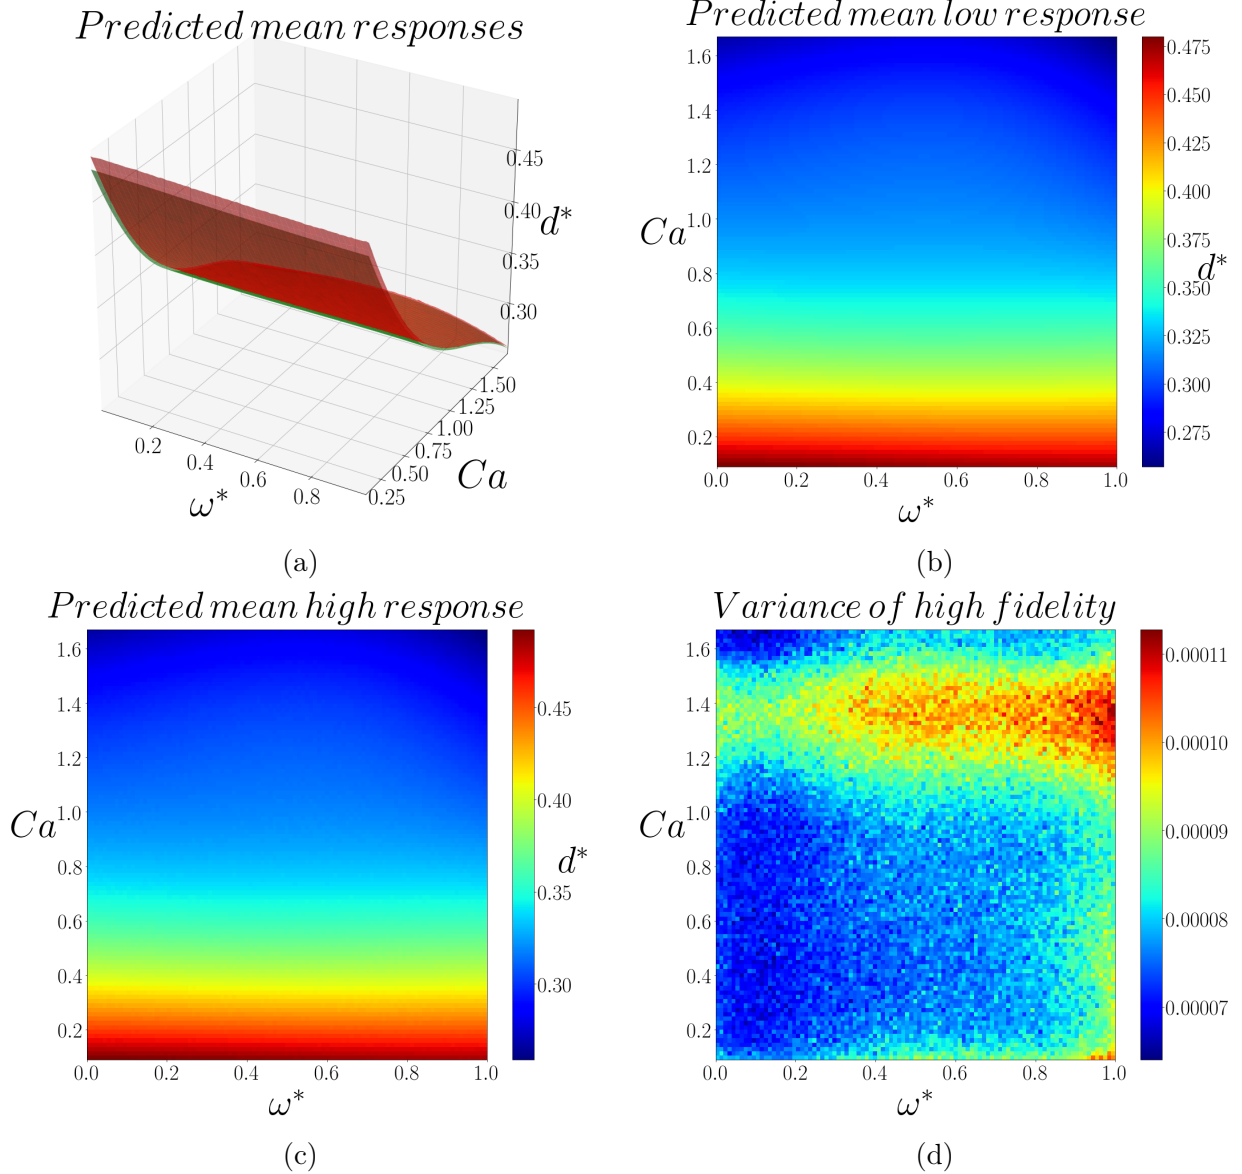 Predicted mean responses
0.45
0.40
d*
0.35
0.30
1.50
1.25
1.00
0.75
0.50
0.25
Ca
0.2
0.4
0.6
0.8
ω*
(a)
Predicted mean low response
1.6
1.4
1.2
1.0
Ca
0.8
0.6
0.4
0.2
0.0 0.2 0.4 0.6 0.8 1.0
ω*
0.475
0.450
0.425
0.400
0.375
d*
0.350
0.325
0.300
0.275
(b)
Predicted mean high response
1.6
1.4
1.2
1.0
Ca
0.8
0.6
0.4
0.2
0.0 0.2 0.4 0.6 0.8 1.0
ω*
0.45
0.40
d*
0.35
0.30
(c)
Variance of high fidelity
1.6
1.4
1.2
1.0
Ca
0.8
0.6
0.4
0.2
0.0 0.2 0.4 0.6 0.8 1.0
ω*
0.00011
0.00010
0.00009
0.00008
0.00007
(d)